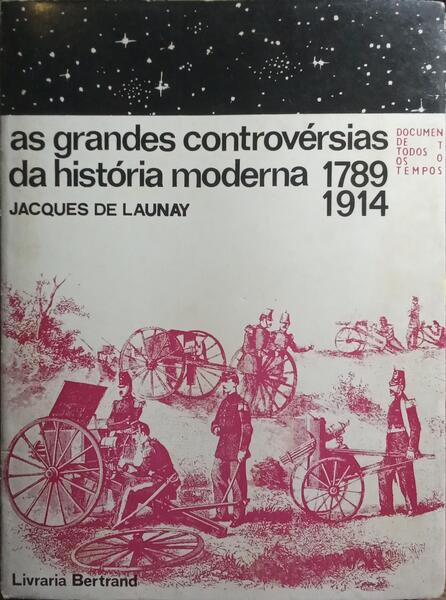 as grandes controvérsias
da história moderna 1789
1914
JACQUES DE LAUNAY
DOCUMEN
T
DE
TODOS O
OS
TEMPOS
Livraria Bertrand